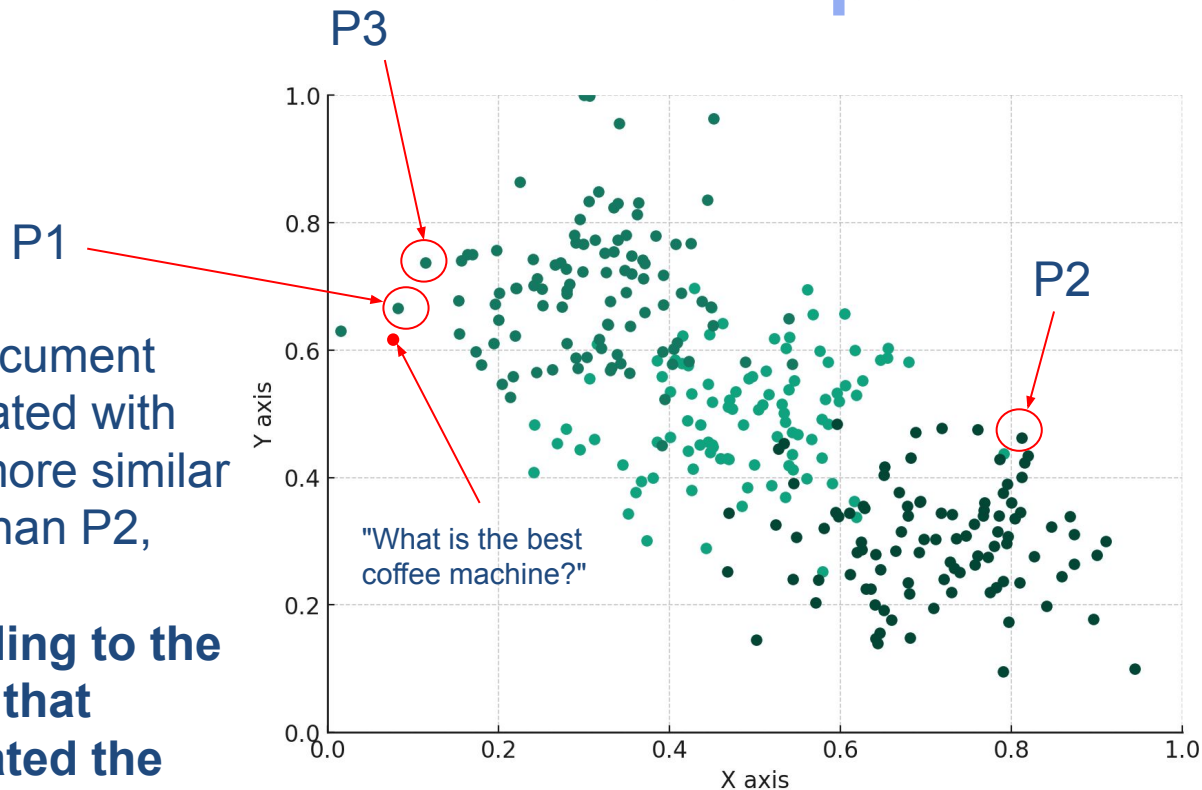 P3
P1
P2
ocument
ated with
more similar
han P2,
ling to the
that
ated the
"What is the best
coffee machine?"
1.0
0.8
0.6
0.4
0.2
0.0
Y axis
0.0 0.2 0.4 0.6 0.8 1.0
X axis